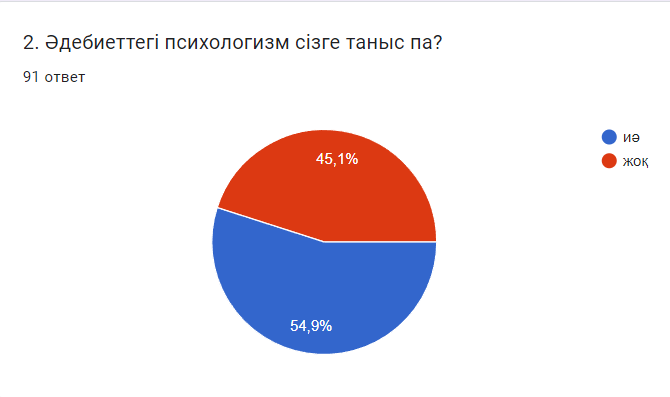 2. Әдебиеттегі психологизм сізге таныс па?
91 ответ
иә
жоқ
45,1%
54,9%